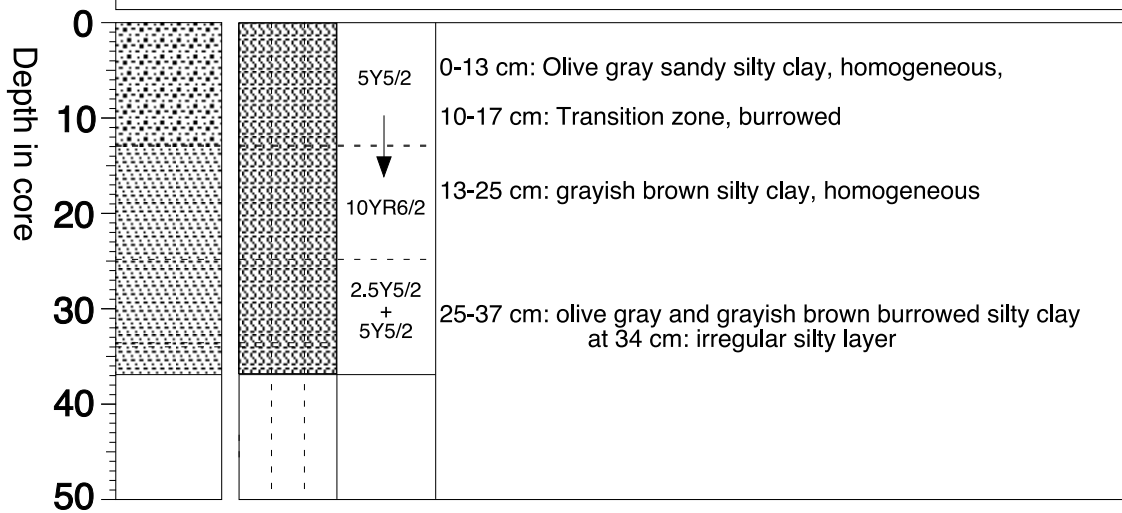 Depth in core
0
10
20
30
40
50
5Y5/2
10YR6/2
2.5Y5/2
+
5Y5/2
0-13 cm: Olive gray sandy silty clay, homogeneous,
10-17 cm: Transition zone, burrowed
13-25 cm: grayish brown silty clay, homogeneous
25-37 cm: olive gray and grayish brown burrowed silty clay
at 34 cm: irregular silty layer